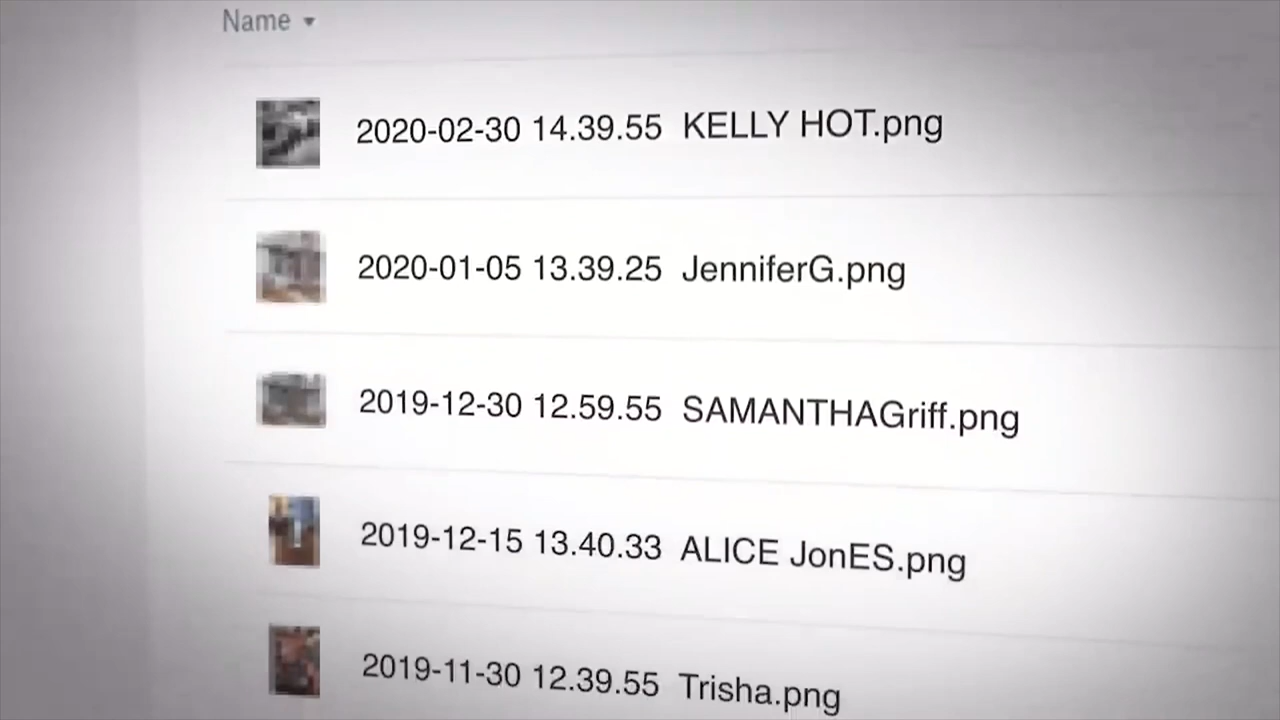 Name
2020-02-30 14.39.55 KELLY HOT.png
2020-01-05 13.39.25 JenniferG.png
2019-12-30 12.59.55 SAMANTHAGriff.png
2019-12-15 13.40.33 ALICE JonES.png
2019-11-30 12.39.55 Trisha.png